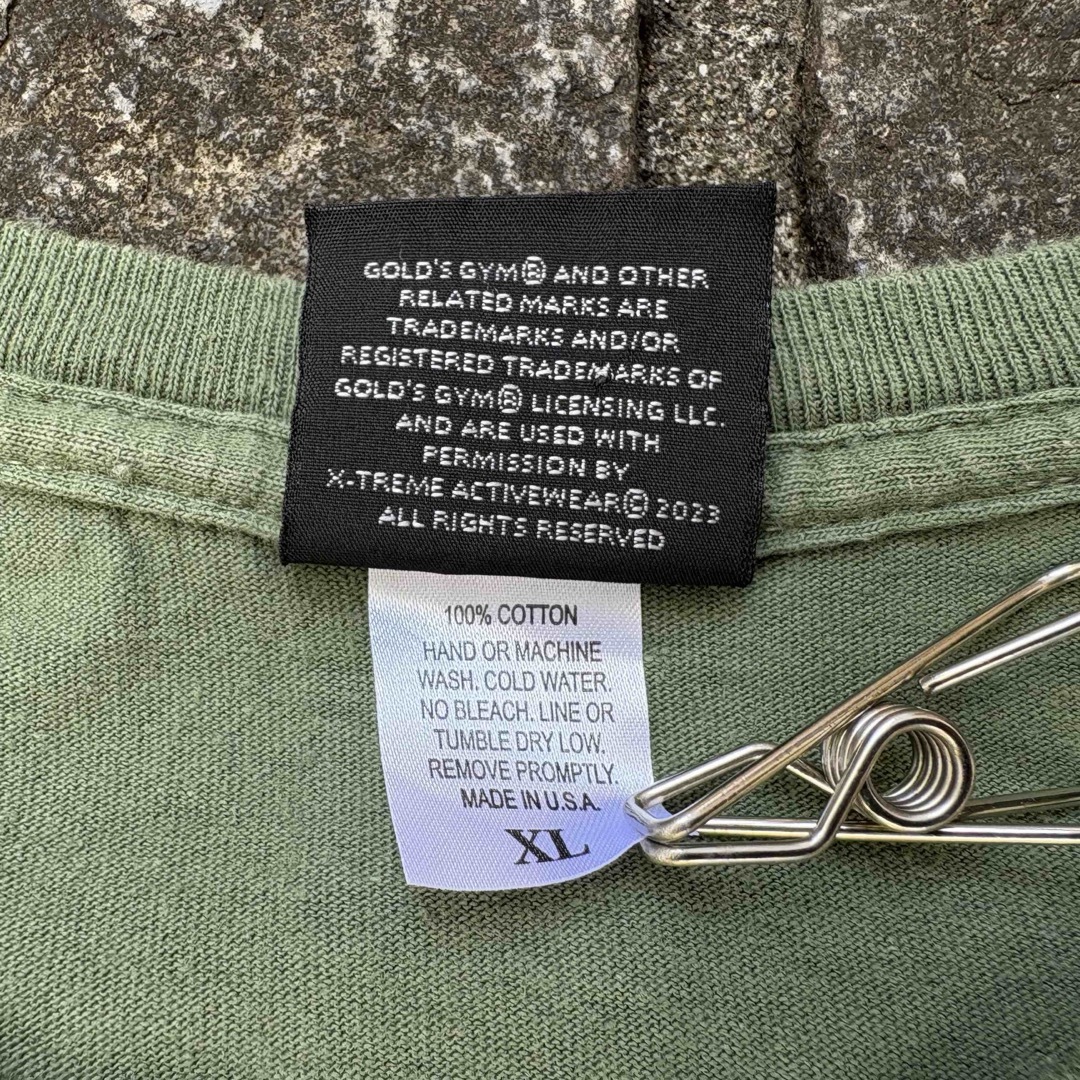 GOLD'S GYM® AND OTHER
RELATED MARKS ARE
TRADEMARKS AND/OR
REGISTERED TRADEMARKS OF
GOLD'S GYM® LICENSING LLC.
AND ARE USED WITH
PERMISSION BY
X-TREME ACTIVEWEAR© 2023
ALL RIGHTS RESERVED
100% COTTON
HAND OR MACHINE
WASH. COLD WATER.
NO BLEACH. LINE OR
TUMBLE DRY LOW.
REMOVE PROMPTLY.
MADE IN U.S.A.
XL